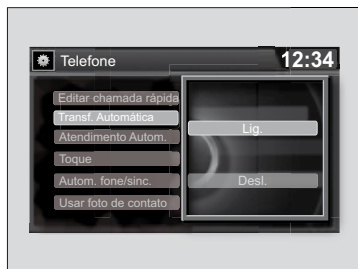 Telefone 12:34
Editar chamada rápida
Transf. Automática
Atendimento Autom.
Toque
Autom. fone/sinc.
Usar foto de contato
Lig.
Desl.